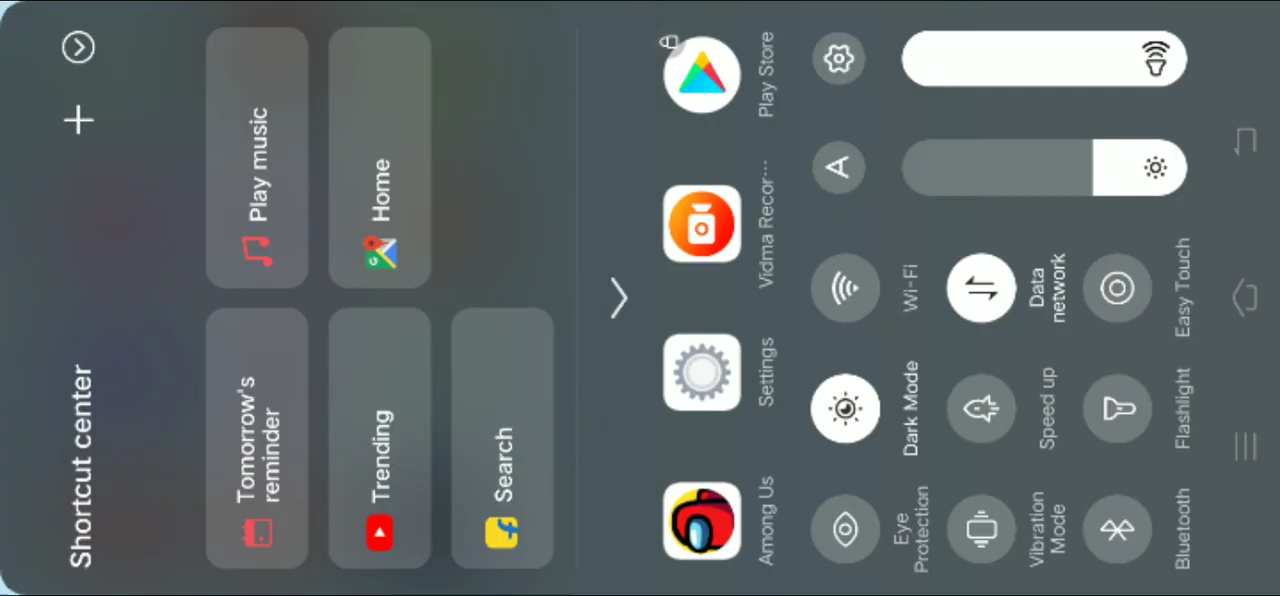 Shortcut center
Tomorrow's
reminder
Play music
Trending
Home
Search
Among Us
Settings
Vidma Recor...
Play Store
Eye
Protection
Dark Mode
Wi-Fi
A
Vibration
Mode
Speed up
Data
network
Bluetooth
Flashlight
Easy Touch